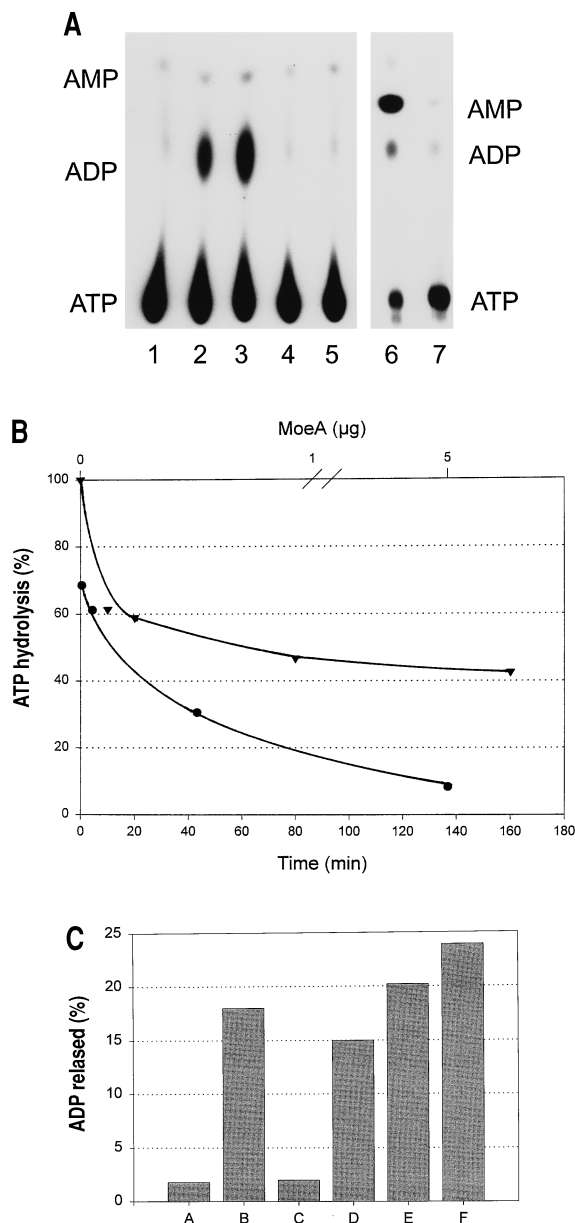 A
AMP
ADP
ATP
AMP
ADP
ATP
1 2 3 4 5 6 7
B
MoeA (µg)
0 1 5
100
80
60
40
20
0
ATP hydrolysis (%)
0 20 40 60 80 100 120 140 160 180
Time (min)
C
25
20
15
10
5
0
ADP relased (%)
A B C D E F